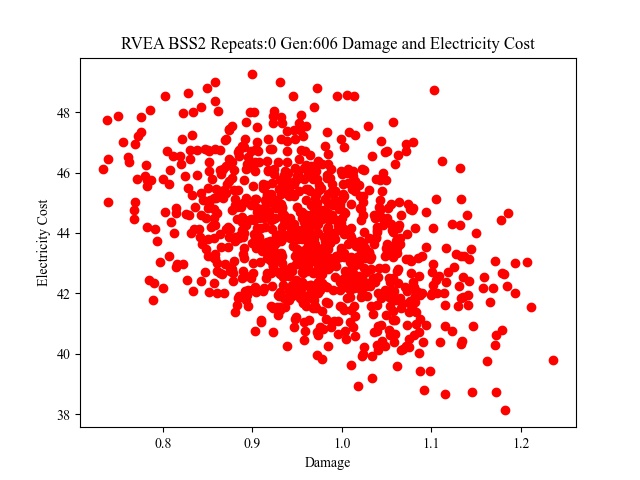 RVEA BSS2 Repeats:0 Gen:606 Damage and Electricity Cost
48
46
44
42
40
38
Electricity Cost
0.8 0.9 1.0 1.1 1.2
Damage